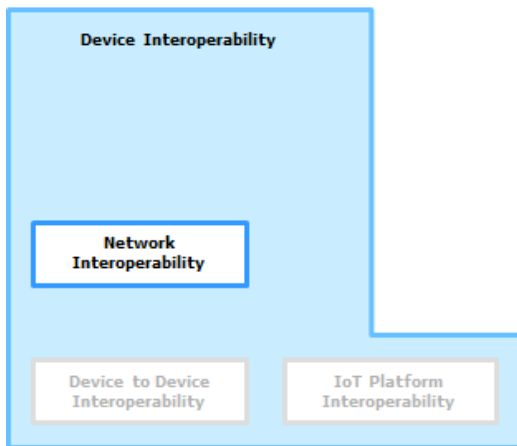 Device Interoperability
Network
Interoperability
Device to Device
Interoperability
IoT Platform
Interoperability